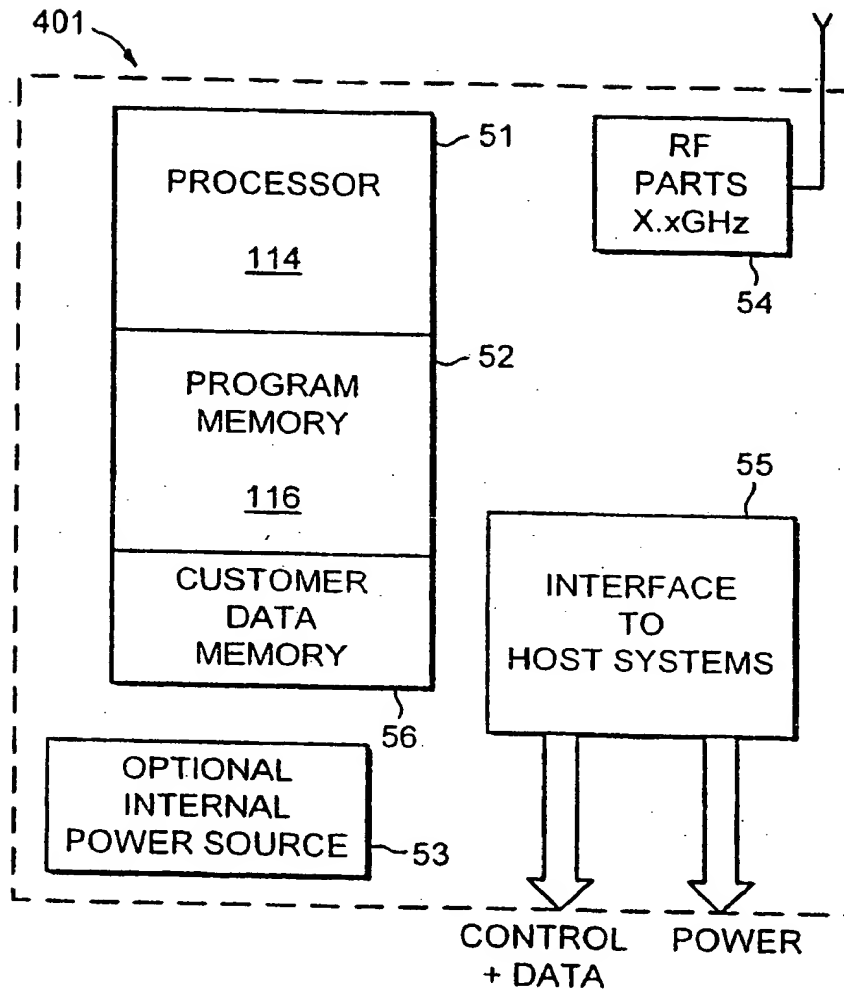 401
PROCESSOR
114
51
PROGRAM
MEMORY
116
52
CUSTOMER
DATA
MEMORY
56
OPTIONAL
INTERNAL
POWER SOURCE
53
RF
PARTS
X.xGHz
54
55
INTERFACE
TO
HOST SYSTEMS
CONTROL
+ DATA
POWER